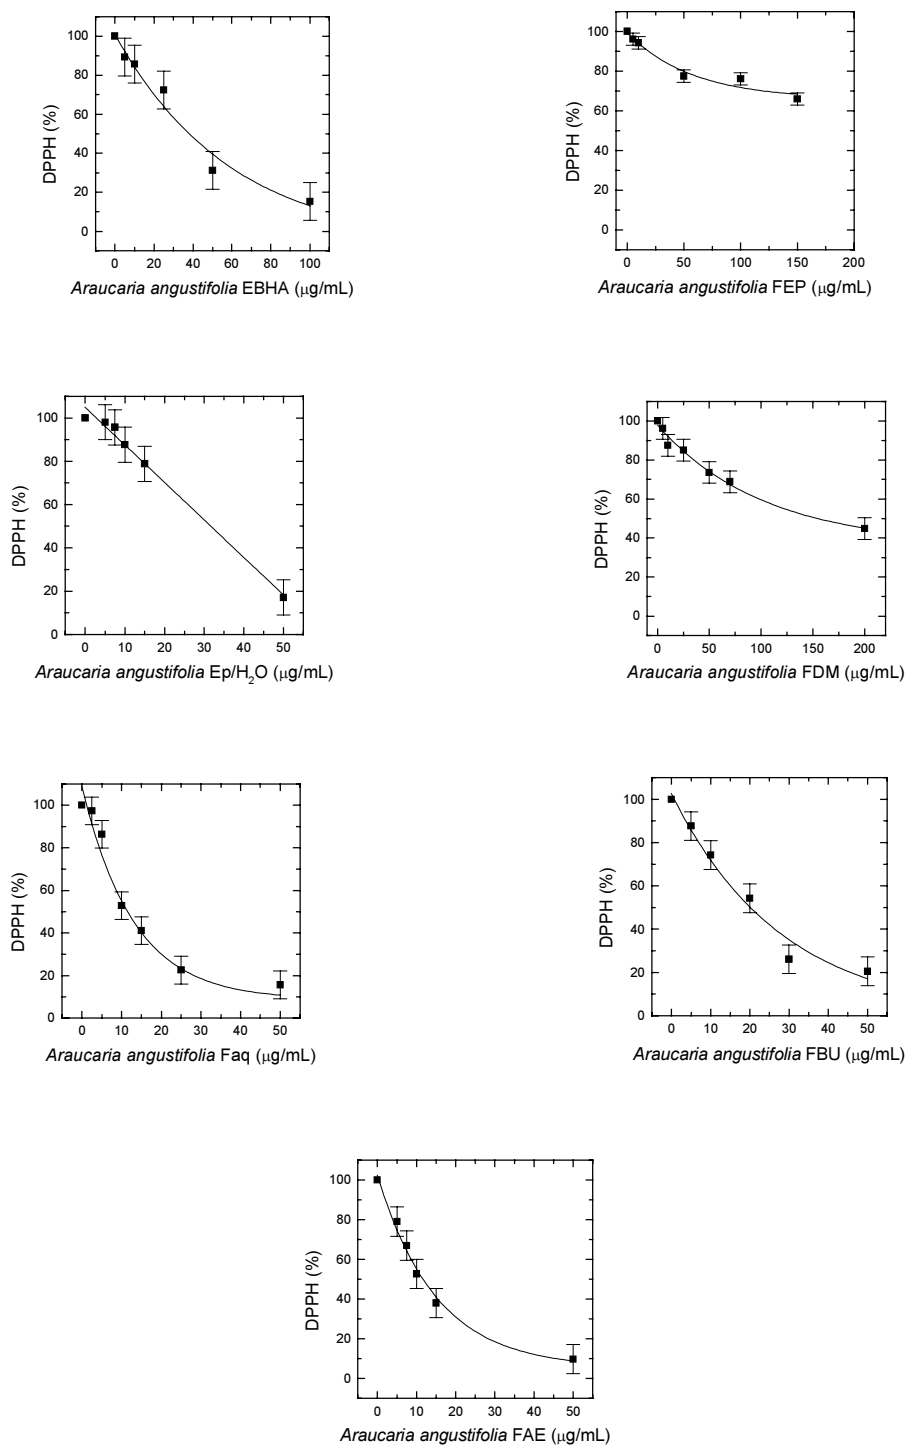 100
80
60
40
20
0
DPPH (%)
0 20 40 60 80 100
Araucaria angustifolia EBHA (μg/mL)
100
80
60
40
20
0
DPPH (%)
0 50 100 150 200
Araucaria angustifolia FEP (μg/mL)
100
80
60
40
20
0
DPPH (%)
0 10 20 30 40 50
Araucaria angustifolia Ep/H₂O (μg/mL)
100
80
60
40
20
0
DPPH (%)
0 50 100 150 200
Araucaria angustifolia FDM (μg/mL)
100
80
60
40
20
0
DPPH (%)
0 10 20 30 40 50
Araucaria angustifolia Faq (μg/mL)
100
80
60
40
20
0
DPPH (%)
0 10 20 30 40 50
Araucaria angustifolia FBU (μg/mL)
100
80
60
40
20
0
DPPH (%)
0 10 20 30 40 50
Araucaria angustifolia FAE (μg/mL)